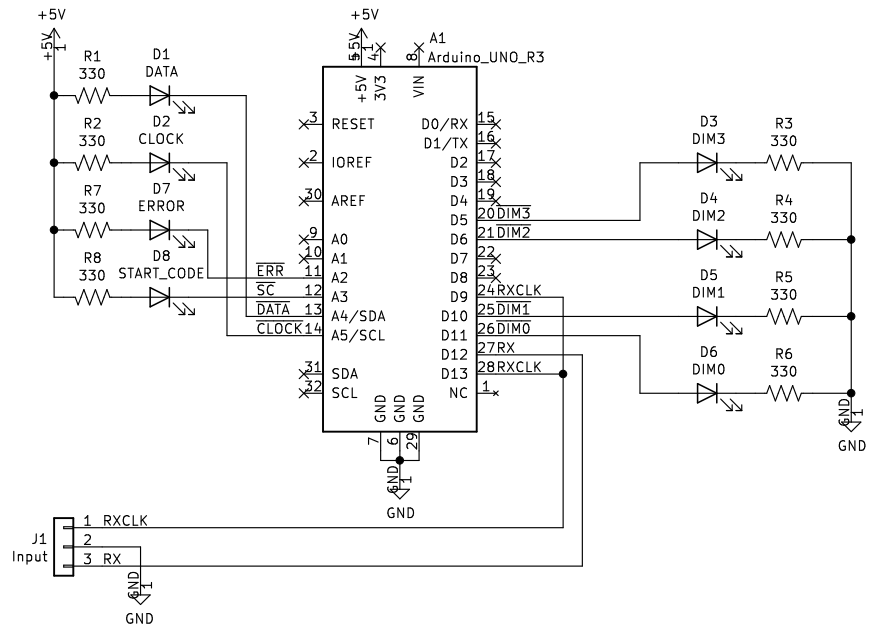 +5V
+5V
1
R1
330
D1
DATA
R2
330
D2
CLOCK
R7
330
D7
ERROR
R8
330
D8
START_CODE
ERR
SC
DATA
CLOCK
+5V
+5V
1
5
4
8
A1
Arduino_UNO_R3
+5V
3V3
VIN
3 RESET
2 IOREF
30 AREF
9 A0
10 A1
11 A2
12 A3
13 A4/SDA
14 A5/SCL
31 SDA
32 SCL
D0/RX 15
D1/TX 16
D2 17
D3 18
D4 19
D5 20 DIM3
D6 21 DIM2
D7 22
D8 23
D9 24 RXCLK
D10 25 DIM1
D11 26 DIM0
D12 27 RX
D13 28 RXCLK
NC 1
GND
GND
GND
7
6
29
GND
1
GND
D3
DIM3
R3
330
D4
DIM2
R4
330
D5
DIM1
R5
330
D6
DIM0
R6
330
GND
1
GND
J1
Input
1 RXCLK
2
3 RX
GND
1
GND